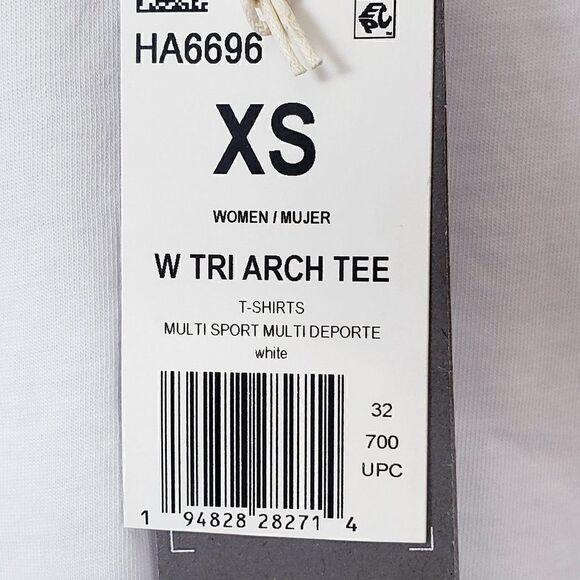 HA6696
XS
WOMEN / MUJER
W TRI ARCH TEE
T-SHIRTS
MULTI SPORT MULTI DEPORTE
white
32
700
UPC
1 94828 28271 4